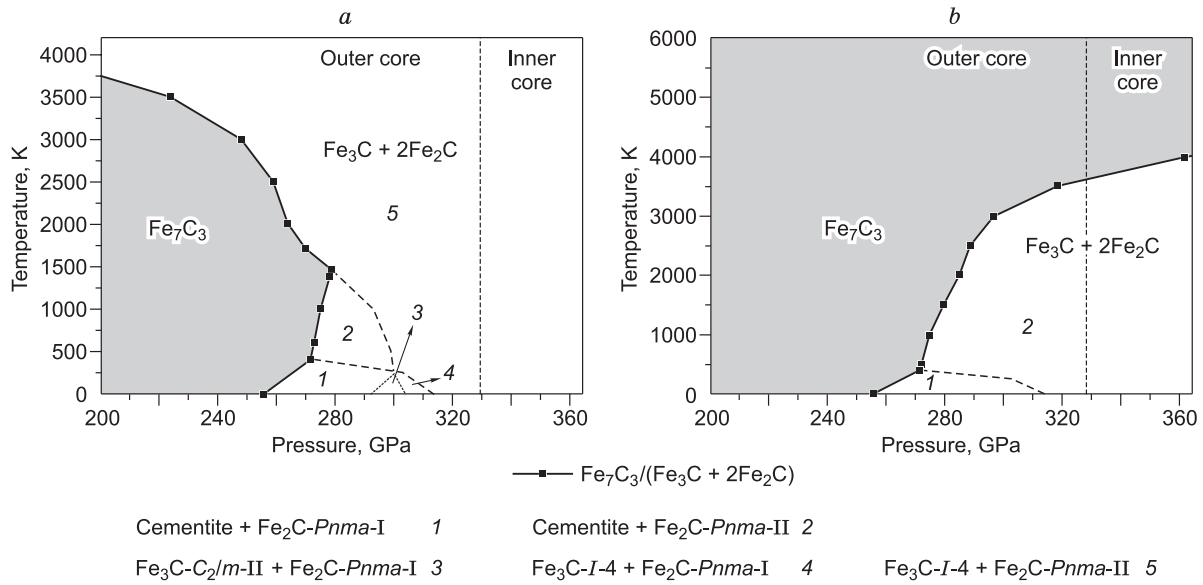 a
b
4000
3500
3000
2500
2000
1500
1000
500
0
Temperature, K
200
240
280
320
360
Pressure, GPa
Outer core
Inner
core
Fe₃C + 2Fe₂C
Fe₇C₃
5
2
3
1
4
6000
5000
4000
3000
2000
1000
0
Temperature, K
200
240
280
320
360
Pressure, GPa
Outer core
Inner
core
Fe₇C₃
Fe₃C + 2Fe₂C
2
1
Fe₇C₃/(Fe₃C + 2Fe₂C)
Cementite + Fe₂C-Pnma-I 1
Cementite + Fe₂C-Pnma-II 2
Fe₃C-C₂/m-II + Fe₂C-Pnma-I 3
Fe₃C-I-4 + Fe₂C-Pnma-I 4
Fe₃C-I-4 + Fe₂C-Pnma-II 5